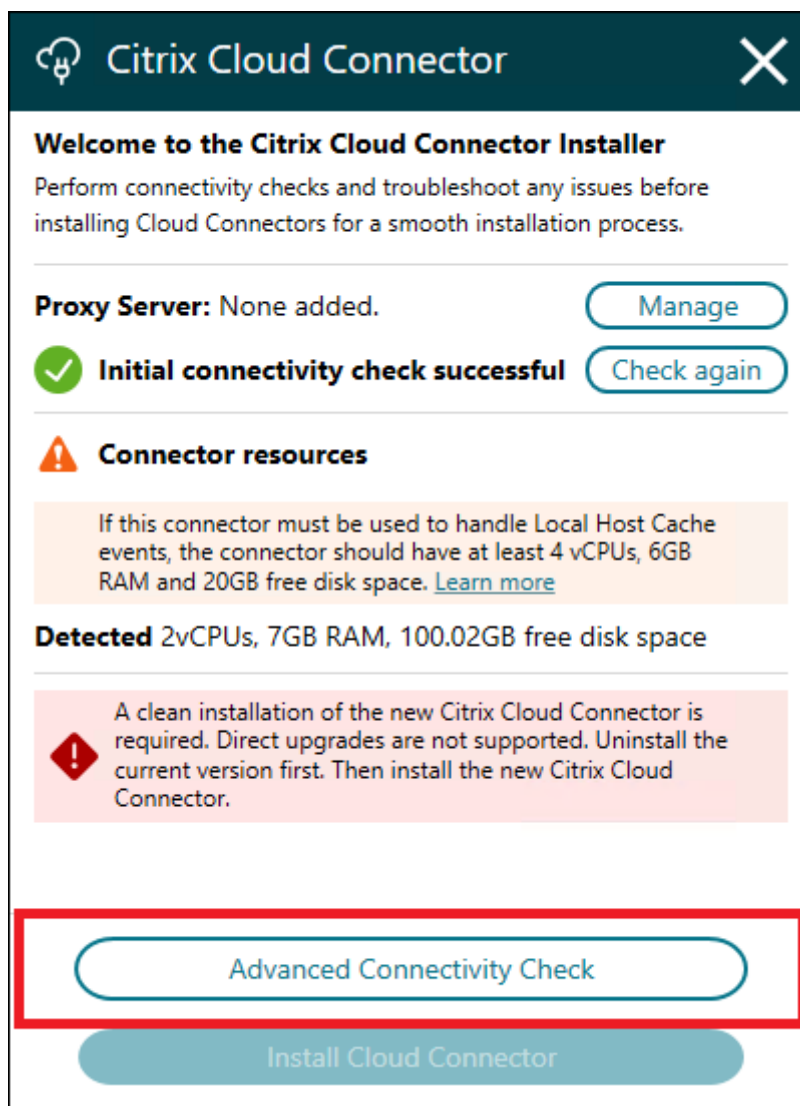 Citrix Cloud Connector
Welcome to the Citrix Cloud Connector Installer
Perform connectivity checks and troubleshoot any issues before
installing Cloud Connectors for a smooth installation process.
Proxy Server: None added.
Manage
Initial connectivity check successful
Check again
Connector resources
If this connector must be used to handle Local Host Cache
events, the connector should have at least 4 vCPUs, 6GB
RAM and 20GB free disk space. Learn more
Detected 2vCPUs, 7GB RAM, 100.02GB free disk space
A clean installation of the new Citrix Cloud Connector is
required. Direct upgrades are not supported. Uninstall the
current version first. Then install the new Citrix Cloud
Connector.
Advanced Connectivity Check
Install Cloud Connector